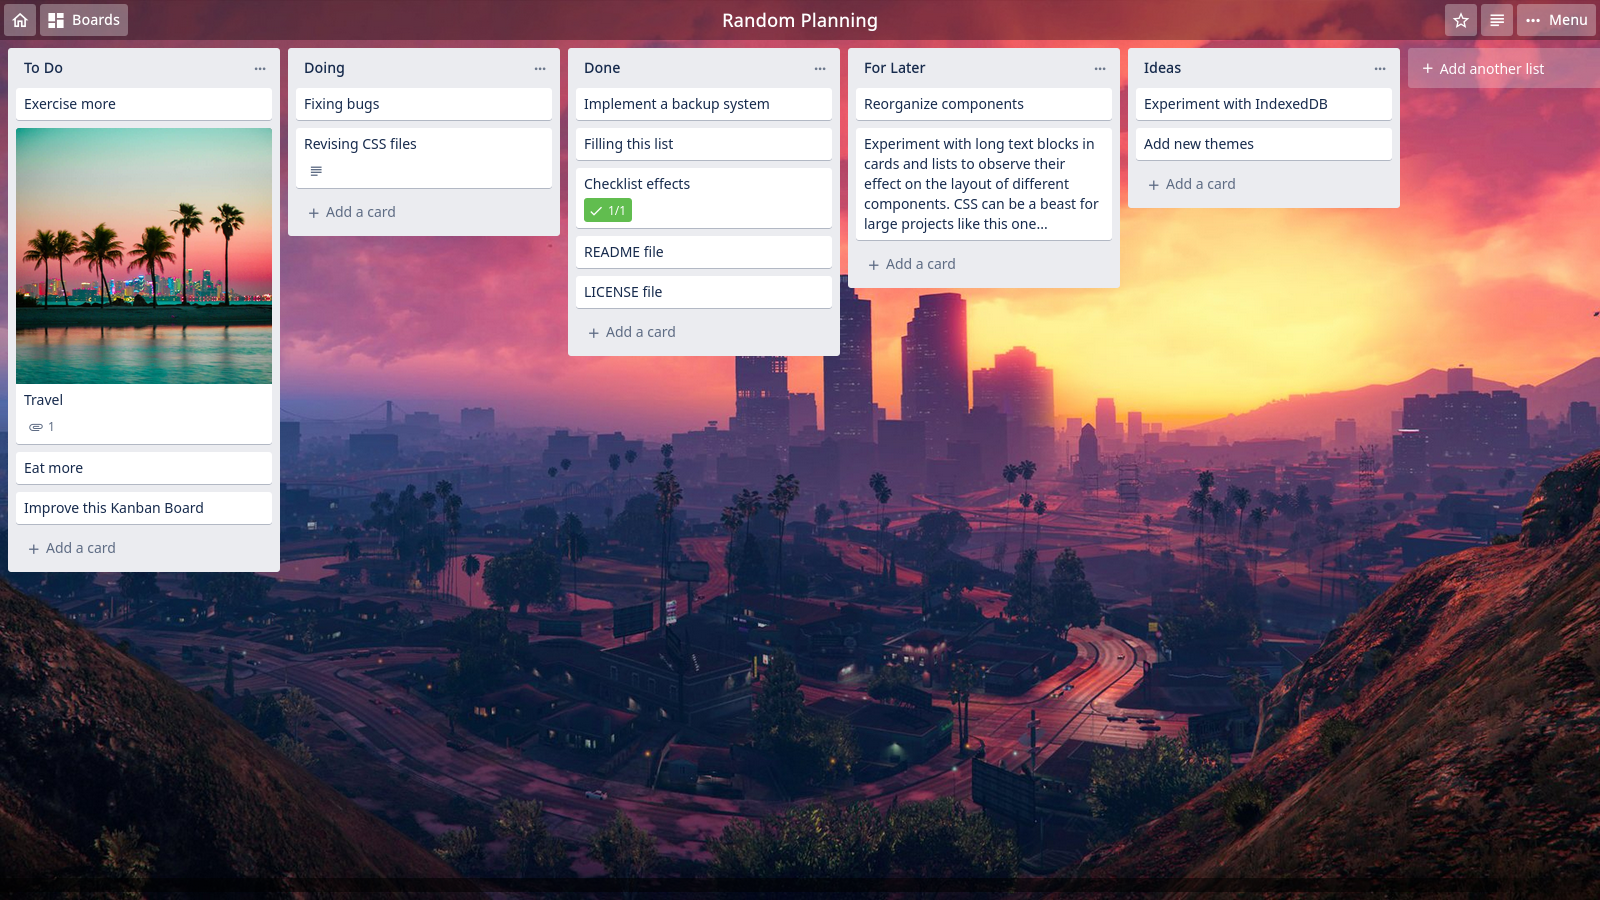 Boards
Random Planning
Menu
To Do
Exercise more
Travel
1
Eat more
Improve this Kanban Board
Add a card
Doing
Fixing bugs
Revising CSS files
Add a card
Done
Implement a backup system
Filling this list
Checklist effects
1/1
README file
LICENSE file
Add a card
For Later
Reorganize components
Experiment with long text blocks in
cards and lists to observe their
effect on the layout of different
components. CSS can be a beast for
large projects like this one...
Add a card
Ideas
Experiment with IndexedDB
Add new themes
Add a card
Add another list